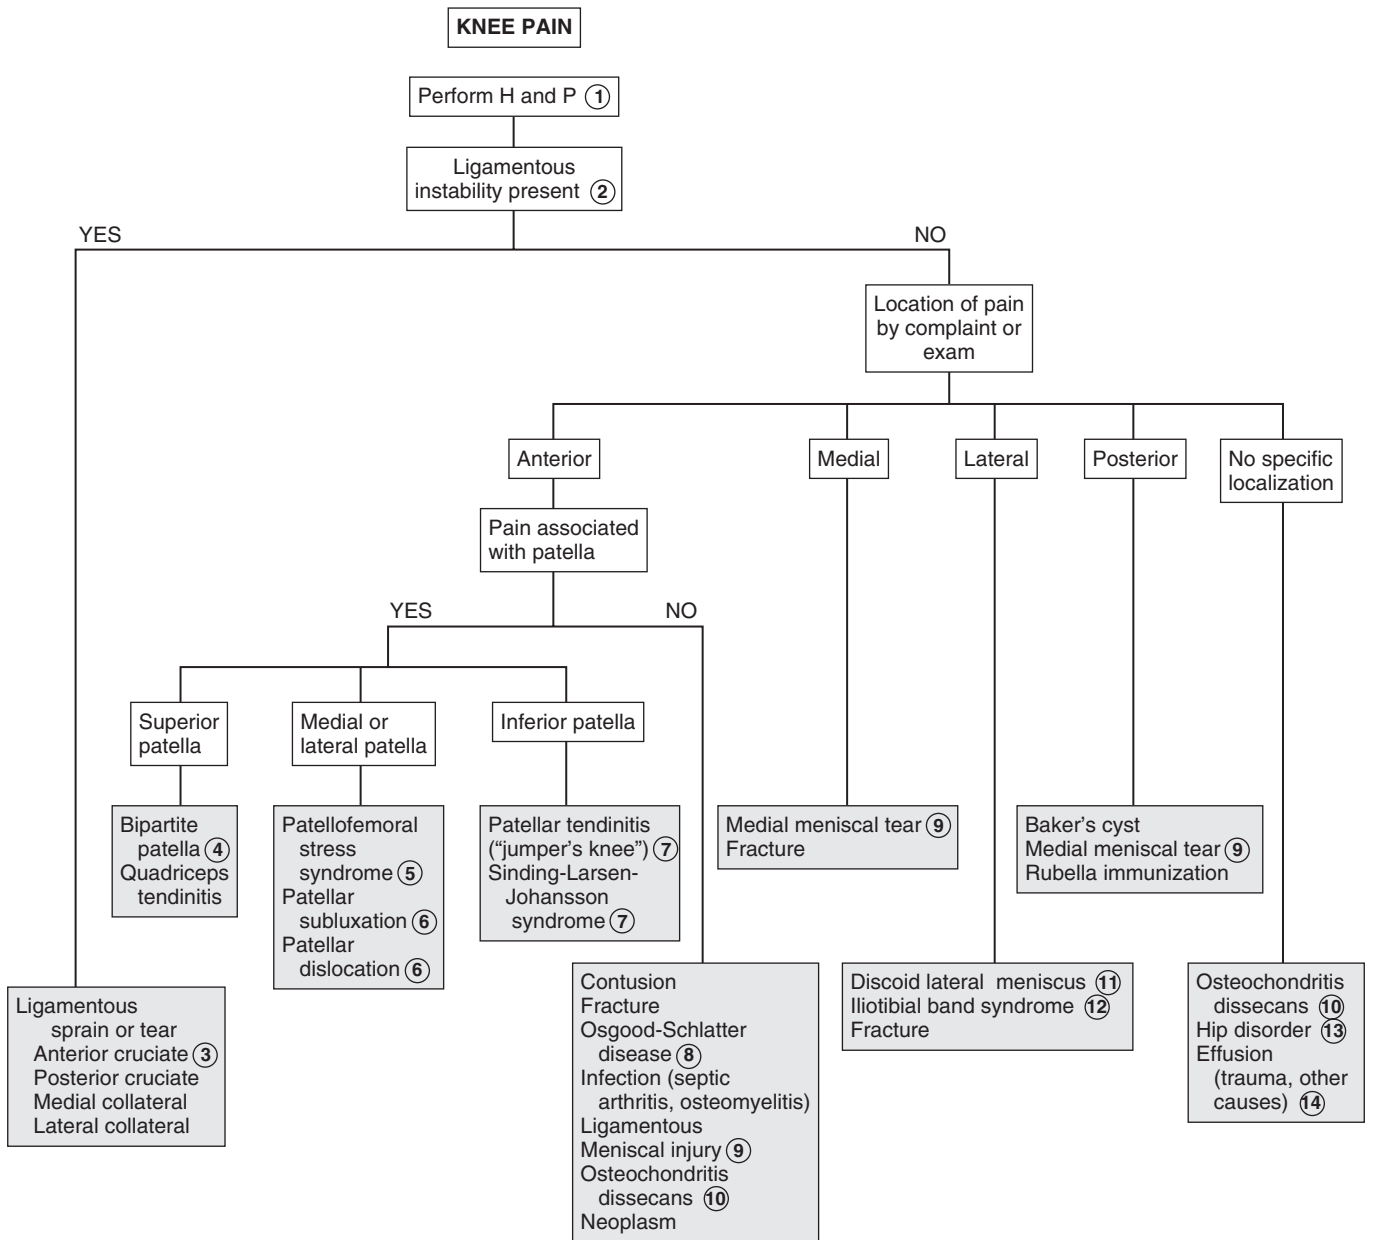 KNEE PAIN
Perform H and P 1
Ligamentous
instability present 2
YES
NO
Location of pain
by complaint or
exam
Anterior
Medial
Lateral
Posterior
No specific
localization
Pain associated
with patella
YES
NO
Superior
patella
Medial or
lateral patella
Inferior patella
Bipartite
patella 4
Quadriceps
tendinitis
Patellofemoral
stress
syndrome 5
Patellar
subluxation 6
Patellar
dislocation 6
Patellar tendinitis
(“jumper’s knee”) 7
Sinding-Larsen-
Johansson
syndrome 7
Medial meniscal tear 9
Fracture
Baker’s cyst
Medial meniscal tear 9
Rubella immunization
Ligamentous
sprain or tear
Anterior cruciate 3
Posterior cruciate
Medial collateral
Lateral collateral
Contusion
Fracture
Osgood-Schlatter
disease 8
Infection (septic
arthritis, osteomyelitis)
Ligamentous
Meniscal injury 9
Osteochondritis
dissecans 10
Neoplasm
Discoid lateral meniscus 11
Iliotibial band syndrome 12
Fracture
Osteochondritis
dissecans 10
Hip disorder 13
Effusion
(trauma, other
causes) 14